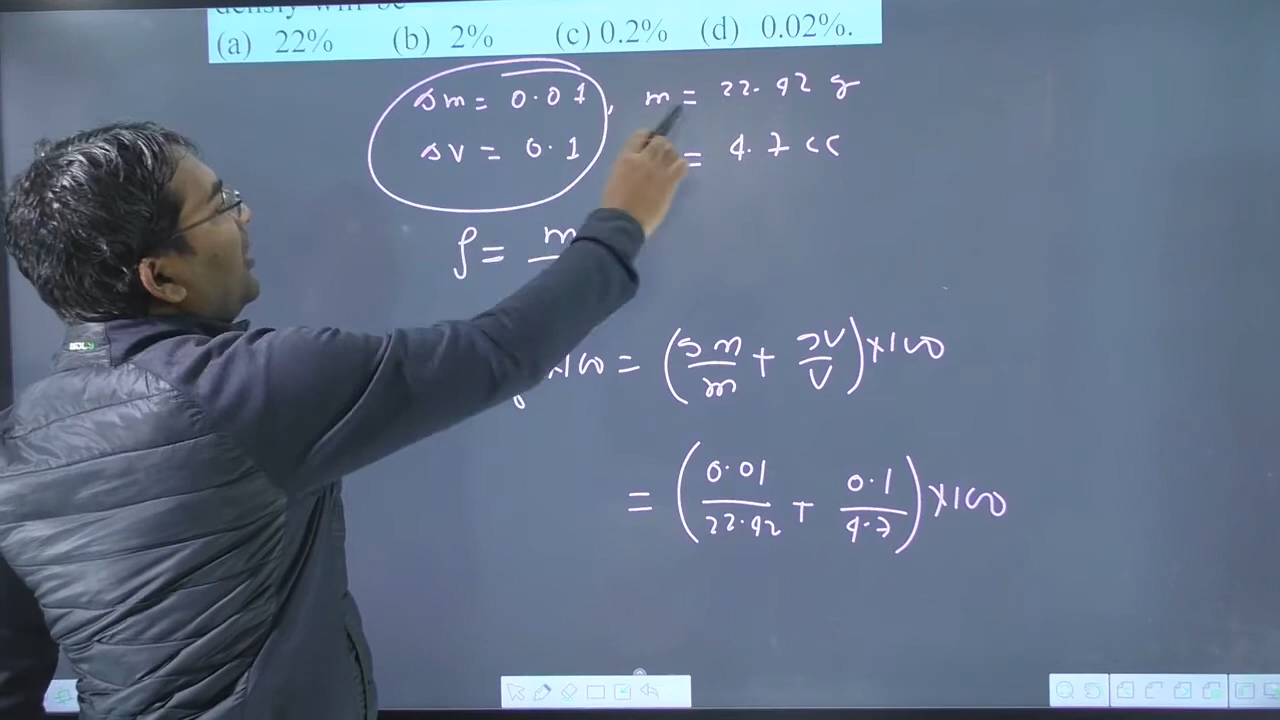 (a) 22% (b) 2% (c) 0.2% (d) 0.02%.
Δm = 0.01, m = 22.42 g
ΔV = 0.1 = 4.7 cc
ρ = m
×100 = (Δm/m + ΔV/V) ×100
= (0.01/22.42 + 0.1/4.7) ×100